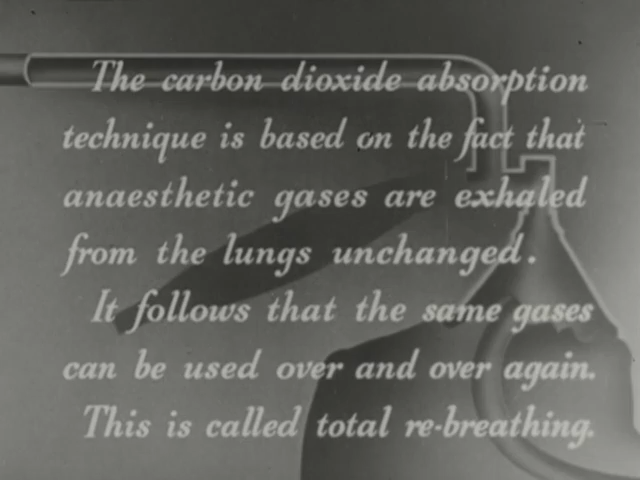 The carbon dioxide absorption
technique is based on the fact that
anaesthetic gases are exhaled
from the lungs unchanged.
It follows that the same gases
can be used over and over again.
This is called total re-breathing.